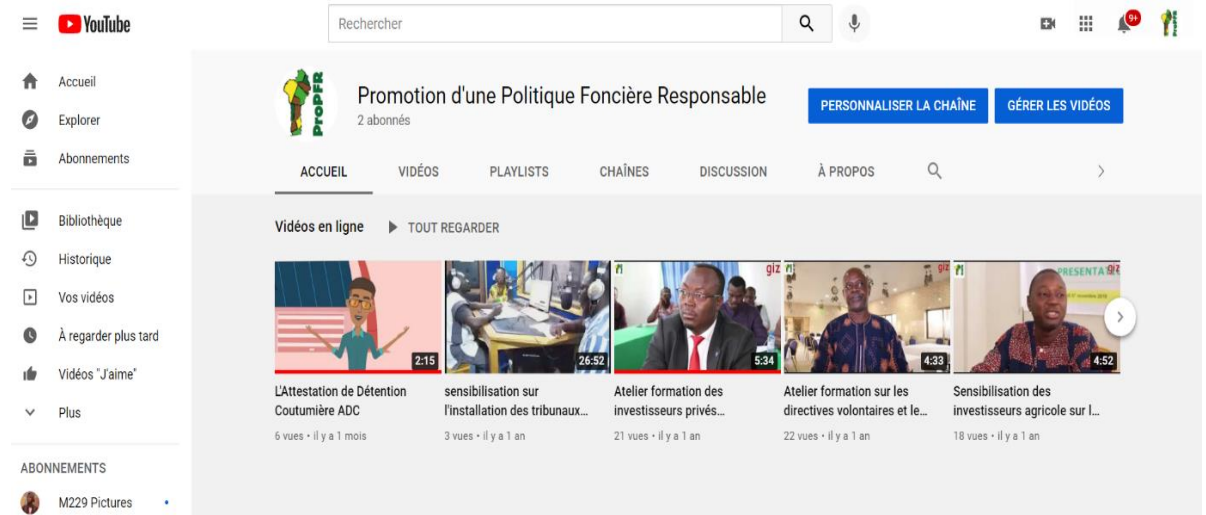 YouTube
Rechercher
9+
Accueil
Explorer
Abonnements
Bibliothèque
Historique
Vos vidéos
À regarder plus tard
Vidéos "J'aime"
Plus
ABONNEMENTS
M229 Pictures
ProPFR
Promotion d'une Politique Foncière Responsable
2 abonnés
PERSONNALISER LA CHAÎNE
GÉRER LES VIDÉOS
ACCUEIL VIDÉOS PLAYLISTS CHAÎNES DISCUSSION À PROPOS
Vidéos en ligne TOUT REGARDER
2:15
L'Attestation de Détention
Coutumière ADC
6 vues • il y a 1 mois
26:52
sensibilisation sur
l'installation des tribunaux...
3 vues • il y a 1 an
giz
5:34
Atelier formation des
investisseurs privés...
21 vues • il y a 1 an
giz
4:33
Atelier formation sur les
directives volontaires et le...
22 vues • il y a 1 an
giz
4:52
Sensibilisation des
investisseurs agricole sur l...
18 vues • il y a 1 an